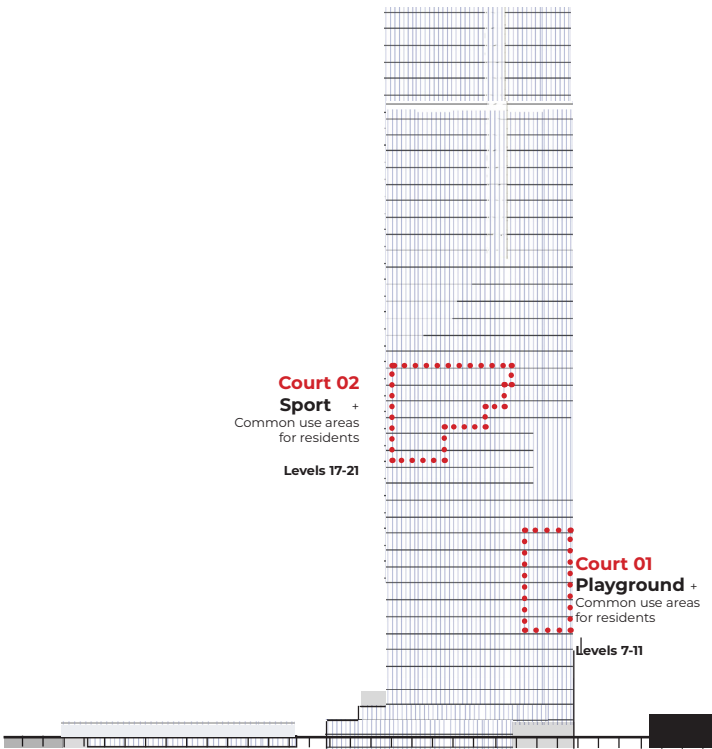 Court 02
Sport +
Common use areas
for residents
Levels 17-21
Court 01
Playground +
Common use areas
for residents
Levels 7-11